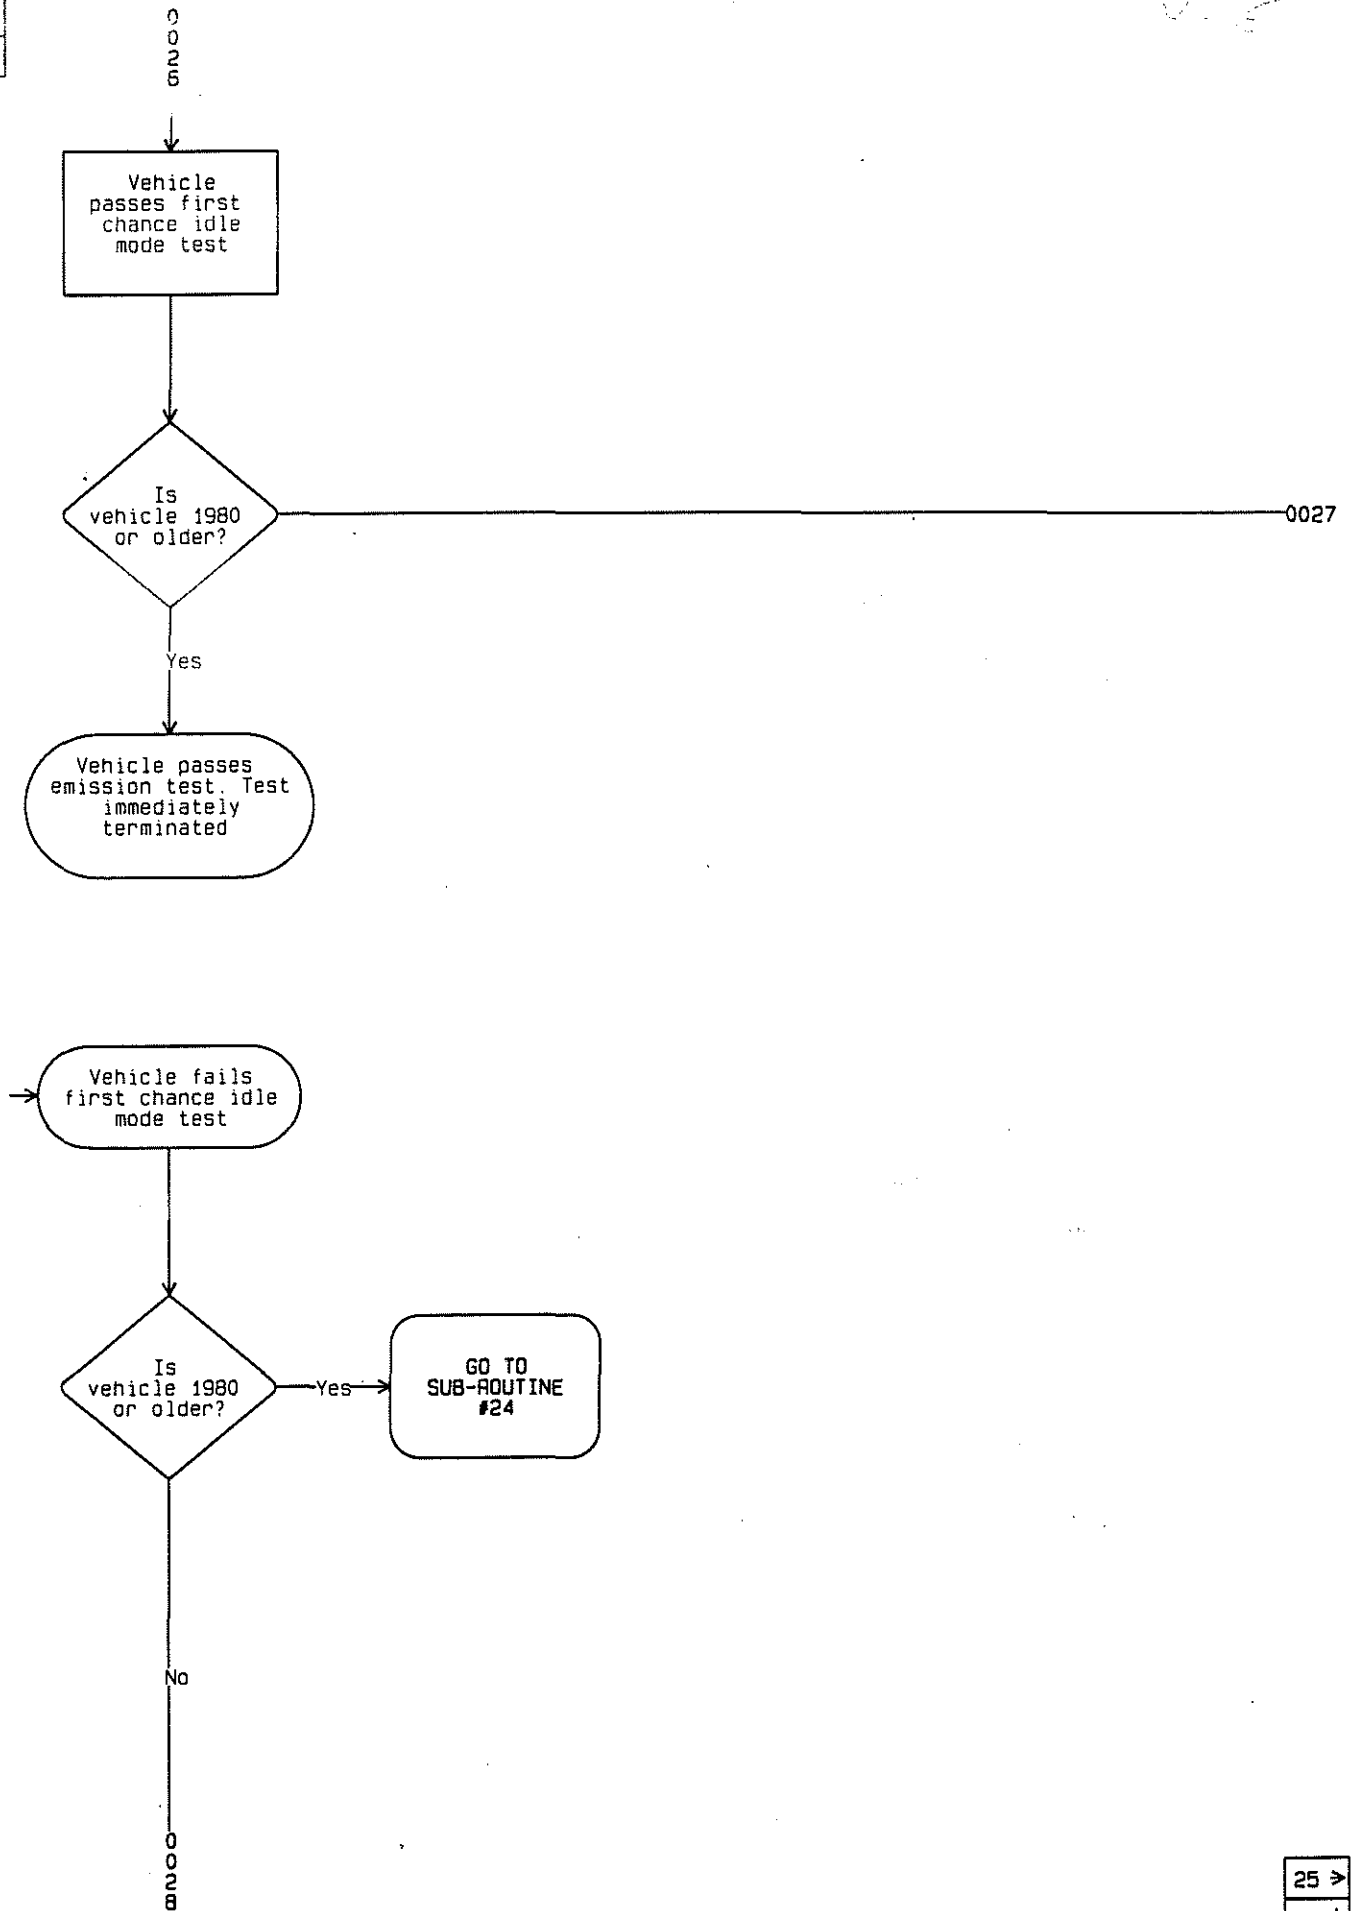 0
0
2
6
Vehicle
passes first
chance idle
mode test
Is
vehicle 1980
or older?
0027
Yes
Vehicle passes
emission test. Test
immediately
terminated
Vehicle fails
first chance idle
mode test
Is
vehicle 1980
or older?
Yes
GO TO
SUB-ROUTINE
#24
No
0
0
2
8
25 →